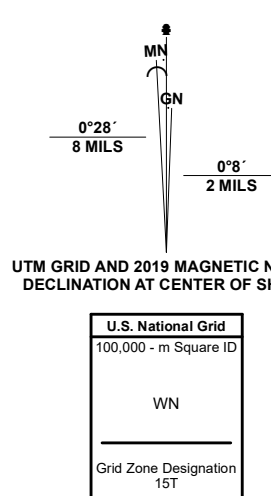 MN
GN
0°28´
8 MILS
0°8´
2 MILS
UTM GRID AND 2019 MAGNETIC
DECLINATION AT CENTER OF
U.S. National Grid
100,000 - m Square ID
WN
Grid Zone Designation
15T